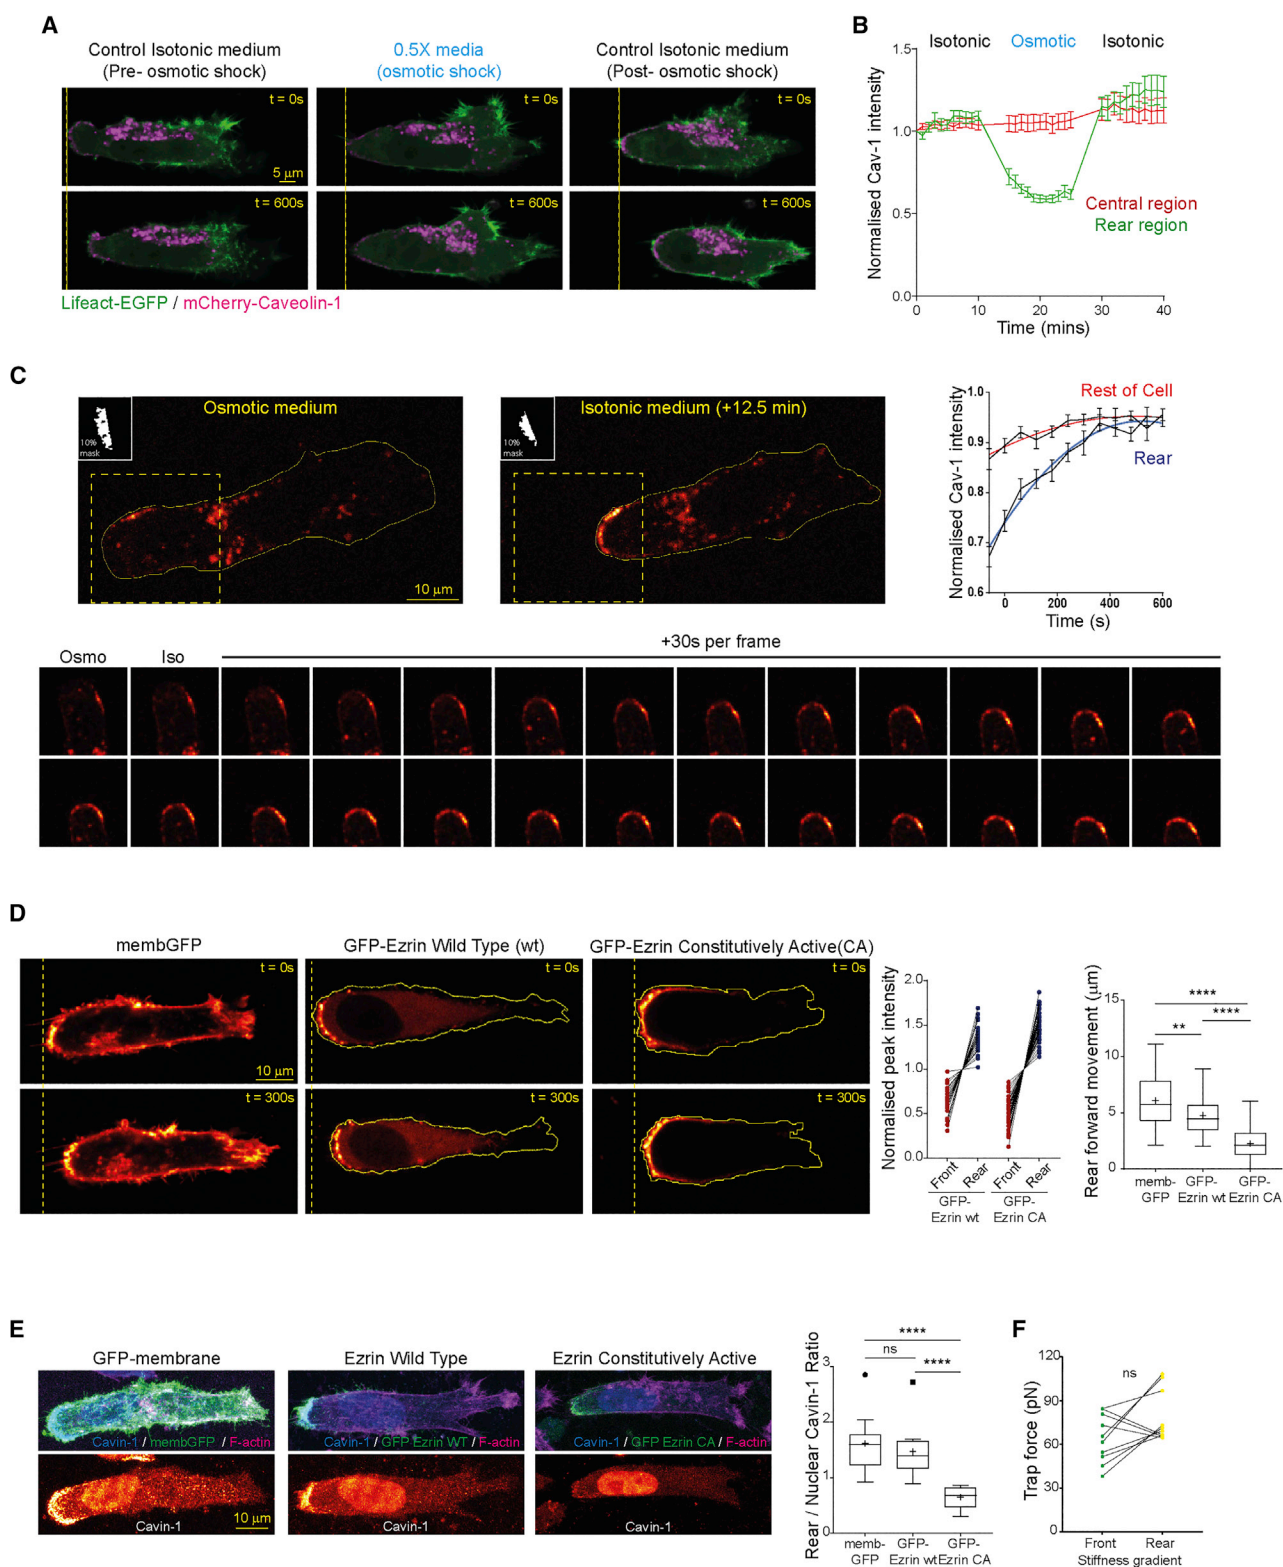 A
Control Isotonic medium
(Pre- osmotic shock)
0.5X media
(osmotic shock)
Control Isotonic medium
(Post- osmotic shock)
t = 0s
t = 0s
t = 0s
5 μm
t = 600s
t = 600s
t = 600s
Lifeact-EGFP / mCherry-Caveolin-1
B
Isotonic Osmotic Isotonic
Normalised Cav-1 intensity
1.5
1.0
0.5
0.0
0 10 20 30 40
Time (mins)
Central region
Rear region
C
Osmotic medium
10%
mask
10 μm
Isotonic medium (+12.5 min)
10%
mask
Normalised Cav-1 intensity
1.0
0.9
0.8
0.7
0.6
0 200 400 600
Time (s)
Rest of Cell
Rear
Osmo Iso +30s per frame
D
membGFP
GFP-Ezrin Wild Type (wt)
GFP-Ezrin Constitutively Active(CA)
t = 0s
t = 0s
t = 0s
10 μm
t = 300s
t = 300s
t = 300s
Normalised peak intensity
2.0
1.5
1.0
0.5
0.0
Front Rear Front Rear
GFP-
Ezrin wt
GFP-
Ezrin CA
Rear forward movement (μm)
15
10
5
0
****
** ****
memb-
GFP
GFP-
Ezrin wt
GFP-
Ezrin CA
E
GFP-membrane
Ezrin Wild Type
Ezrin Constitutively Active
Cavin-1 / membGFP / F-actin
Cavin-1 / GFP Ezrin WT / F-actin
Cavin-1 / GFP Ezrin CA / F-actin
Cavin-1
10 μm
Cavin-1
Cavin-1
Rear / Nuclear Cavin-1 Ratio
3
2
1
0
****
ns ****
memb-
GFP
GFP-
Ezrin wt
GFP-
Ezrin CA
F
Trap force (pN)
120
90
60
30
0
ns
Front Rear
Stiffness gradient